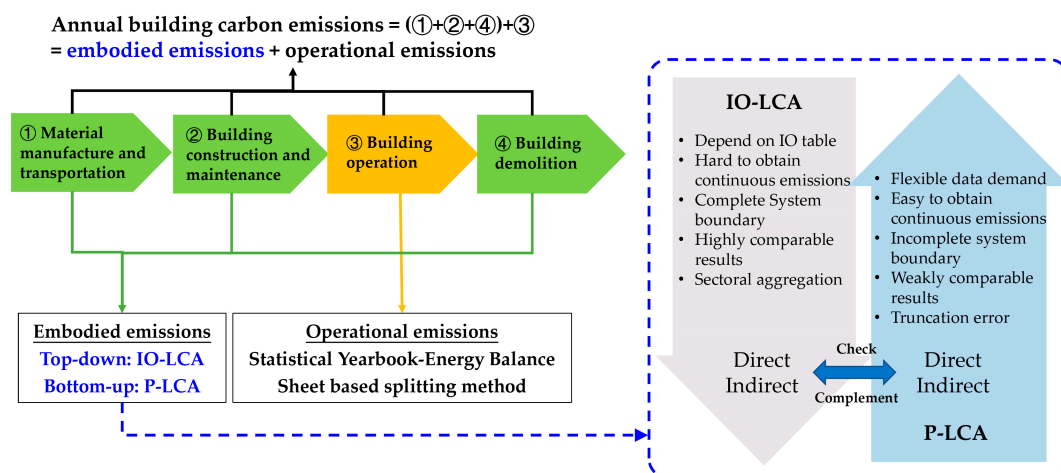 Annual building carbon emissions = (①+②+④)+③
= embodied emissions + operational emissions
① Material
manufacture and
transportation
② Building
construction and
maintenance
③ Building
operation
④ Building
demolition
Embodied emissions
Top-down: IO-LCA
Bottom-up: P-LCA
Operational emissions
Statistical Yearbook-Energy Balance
Sheet based splitting method
IO-LCA
• Depend on IO table
• Hard to obtain
continuous emissions
• Complete System
boundary
• Highly comparable
results
• Sectoral aggregation
Direct
Indirect
Check
Complement
• Flexible data demand
• Easy to obtain
continuous emissions
• Incomplete system
boundary
• Weakly comparable
results
• Truncation error
Direct
Indirect
P-LCA